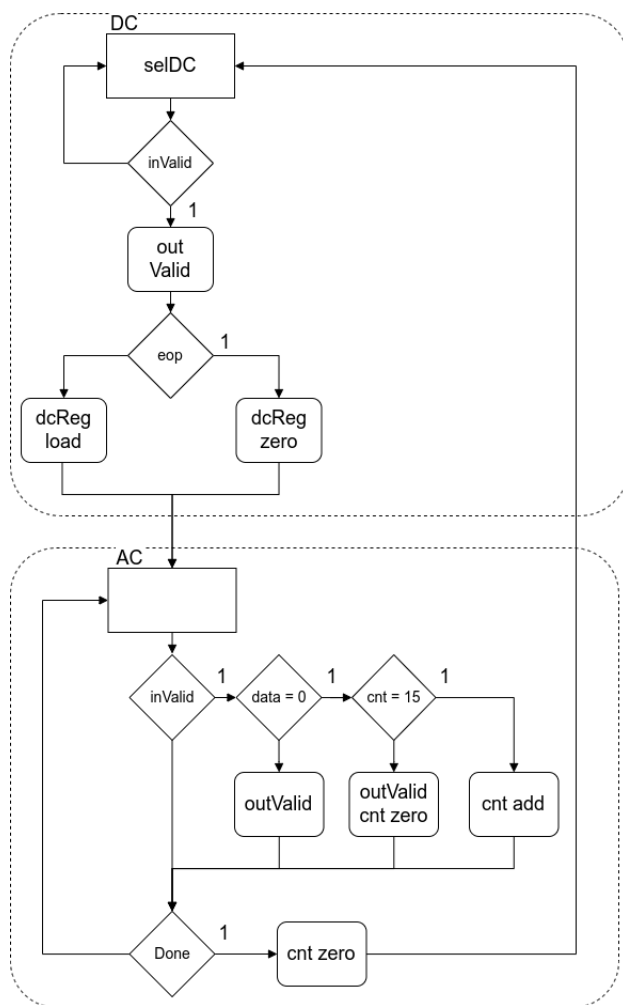 DC
selDC
inValid
1
out
Valid
eop
1
dcReg
load
dcReg
zero
AC
inValid
1
data = 0
1
cnt = 15
1
outValid
outValid
cnt zero
cnt add
Done
1
cnt zero